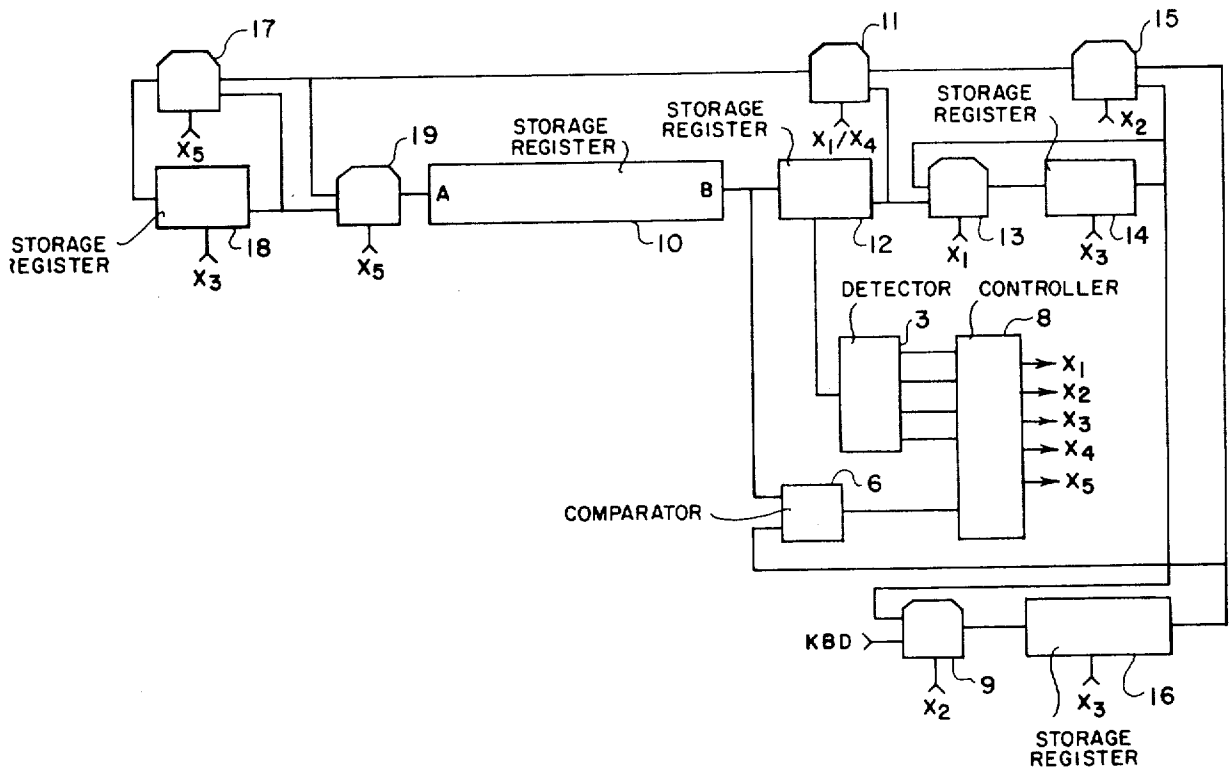 17
11
15
X5
X1/X4
X2
STORAGE
REGISTER
STORAGE
REGISTER
STORAGE
REGISTER
19
A
B
10
12
13
14
18
X3
X5
X1
X3
STORAGE
REGISTER
DETECTOR
CONTROLLER
3
8
X1
X2
X3
X4
X5
6
COMPARATOR
KBD
9
X2
X3
16
STORAGE
REGISTER